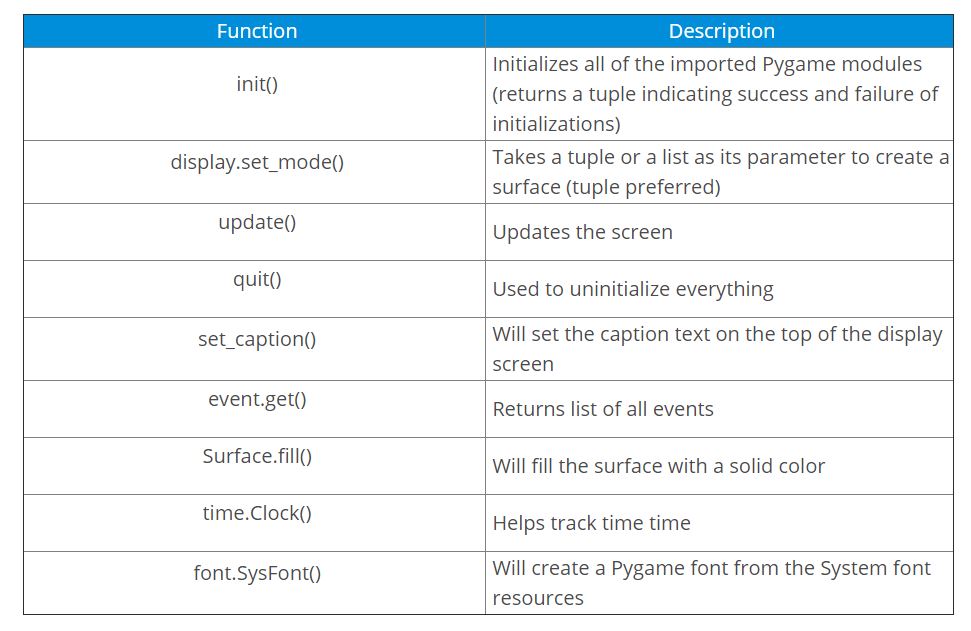 Function Description
init() Initializes all of the imported Pygame modules
(returns a tuple indicating success and failure of
initializations)
display.set_mode() Takes a tuple or a list as its parameter to create a
surface (tuple preferred)
update() Updates the screen
quit() Used to uninitialize everything
set_caption() Will set the caption text on the top of the display
screen
event.get() Returns list of all events
Surface.fill() Will fill the surface with a solid color
time.Clock() Helps track time time
font.SysFont() Will create a Pygame font from the System font
resources